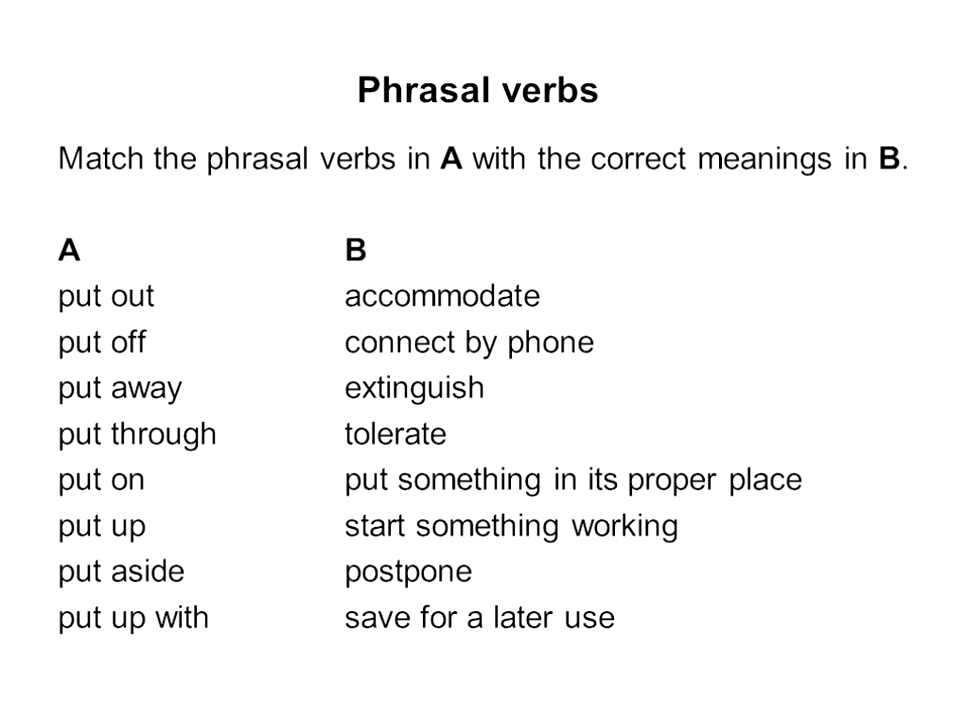 Phrasal verbs
Match the phrasal verbs in A with the correct meanings in B.
A B
put out accommodate
put off connect by phone
put away extinguish
put through tolerate
put on put something in its proper place
put up start something working
put aside postpone
put up with save for a later use